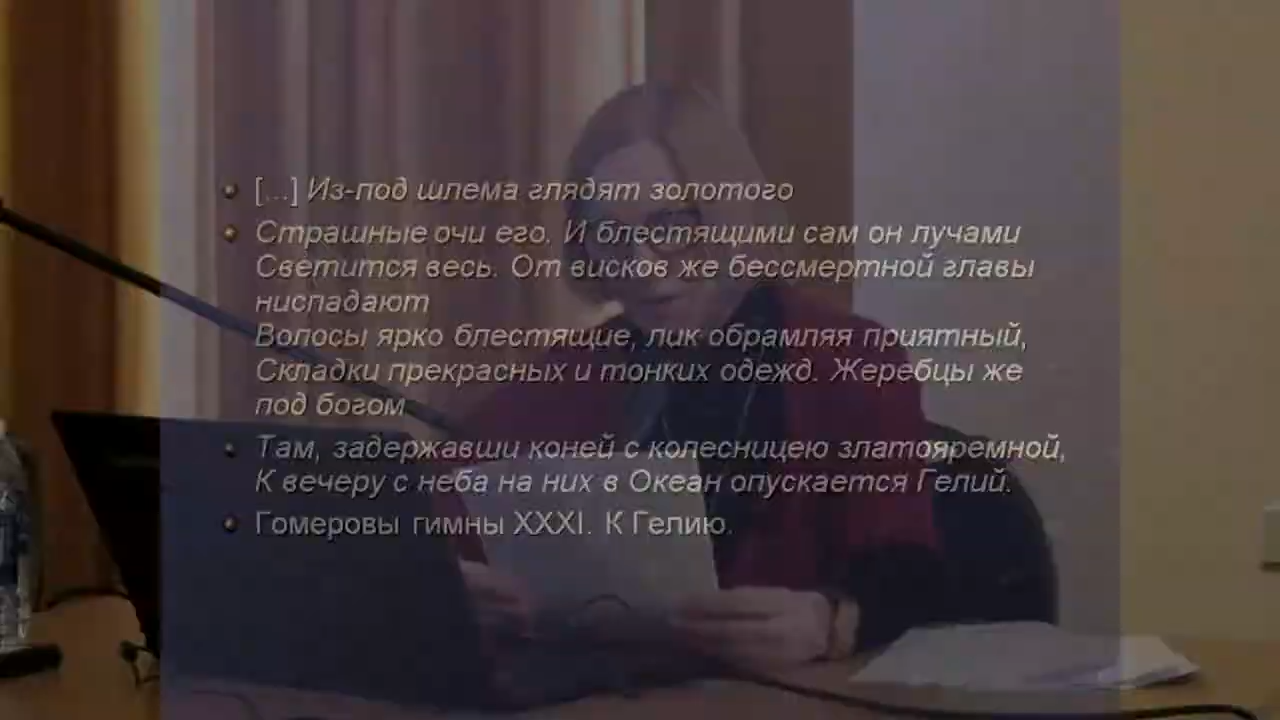 [...] Из-под шлема глядят золотого
Страшные очи его. И блестящими сам он лучами
Светится весь. От висков же бессмертной главы
ниспадают
Волосы ярко блестящие, лик обрамляя приятный,
Складки прекрасных и тонких одежд. Жеребцы же
под богом
Там, задержавши коней с колесницею златояремной,
К вечеру с неба на них в Океан опускается Гелий.
Гомеровы гимны XXXI. К Гелию.